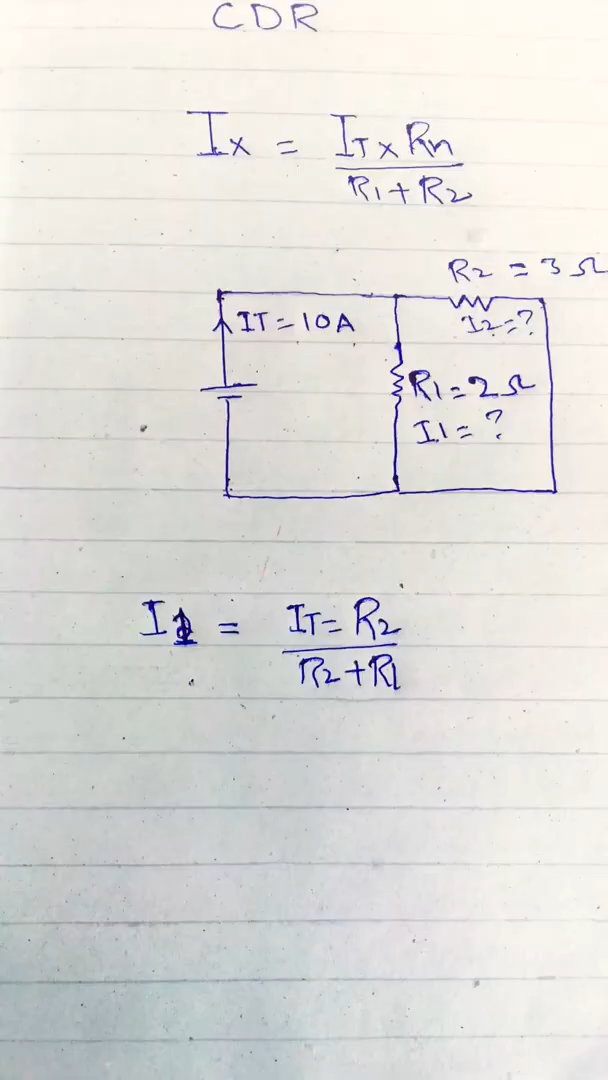 CDR
Ix = IT x Rn
R1 + R2
R2 = 3 Ω
IT = 10A
I2 = ?
R1 = 2 Ω
I1 = ?
I1 = IT = R2
R2 + R1